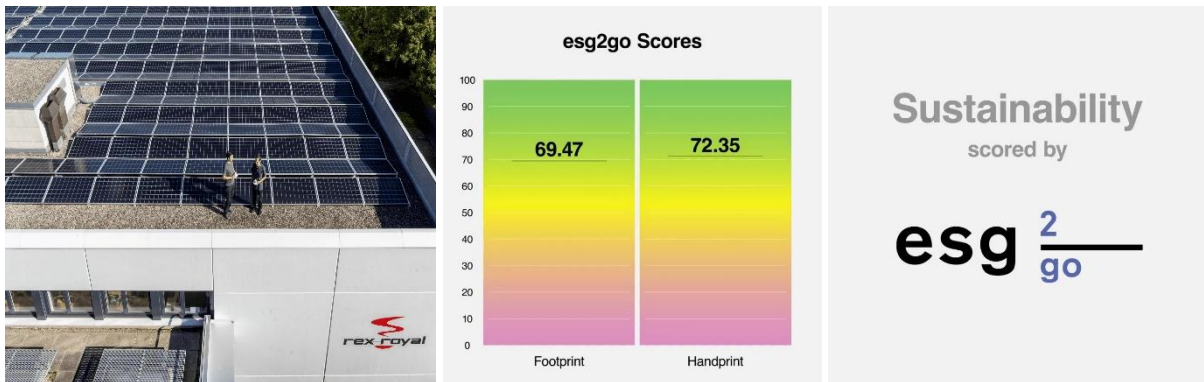 rex-royal
esg2go Scores
100
90
80
70
60
50
40
30
20
10
0
69.47
72.35
Footprint
Handprint
Sustainability
scored by
esg 2
go